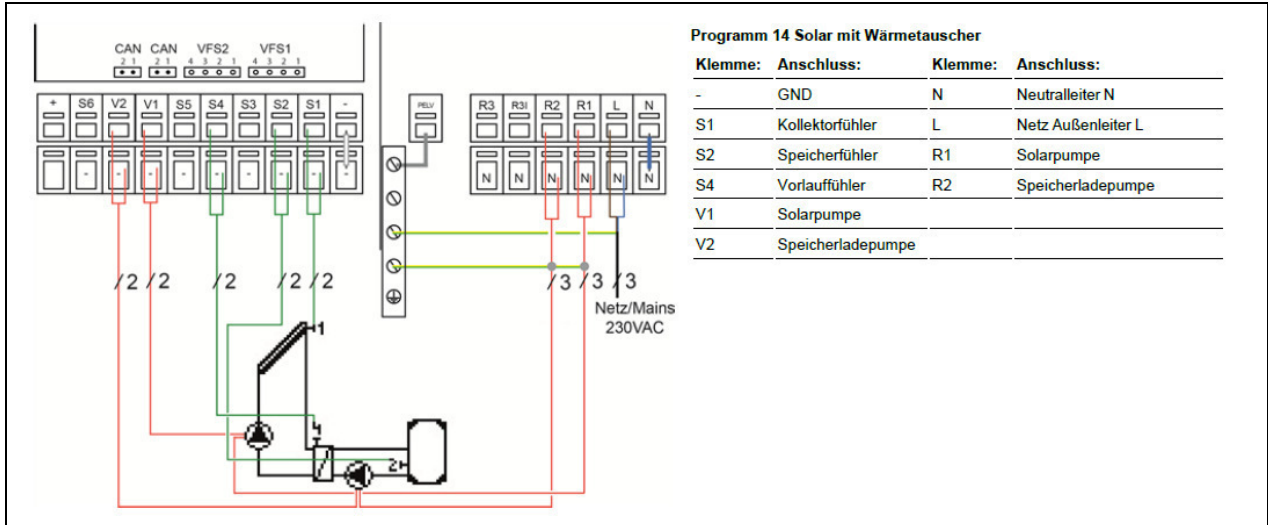 CAN CAN VFS2 VFS1
2 1 2 1 4 3 2 1 4 3 2 1
+ S6 V2 V1 S5 S4 S3 S2 S1 -
- - - - - - - - -
PELV
R3 R3I R2 R1 L N
N N N N N N
/2 /2 /2 /2 /2
/3 /3 /3
Netz/Mains
230VAC
1
4
2
Programm 14 Solar mit Wärmetauscher
Klemme: Anschluss: Klemme: Anschluss:
- GND N Neutralleiter N
S1 Kollektorfühler L Netz Außenleiter L
S2 Speicherfühler R1 Solarpumpe
S4 Vorlauffühler R2 Speicherladepumpe
V1 Solarpumpe
V2 Speicherladepumpe